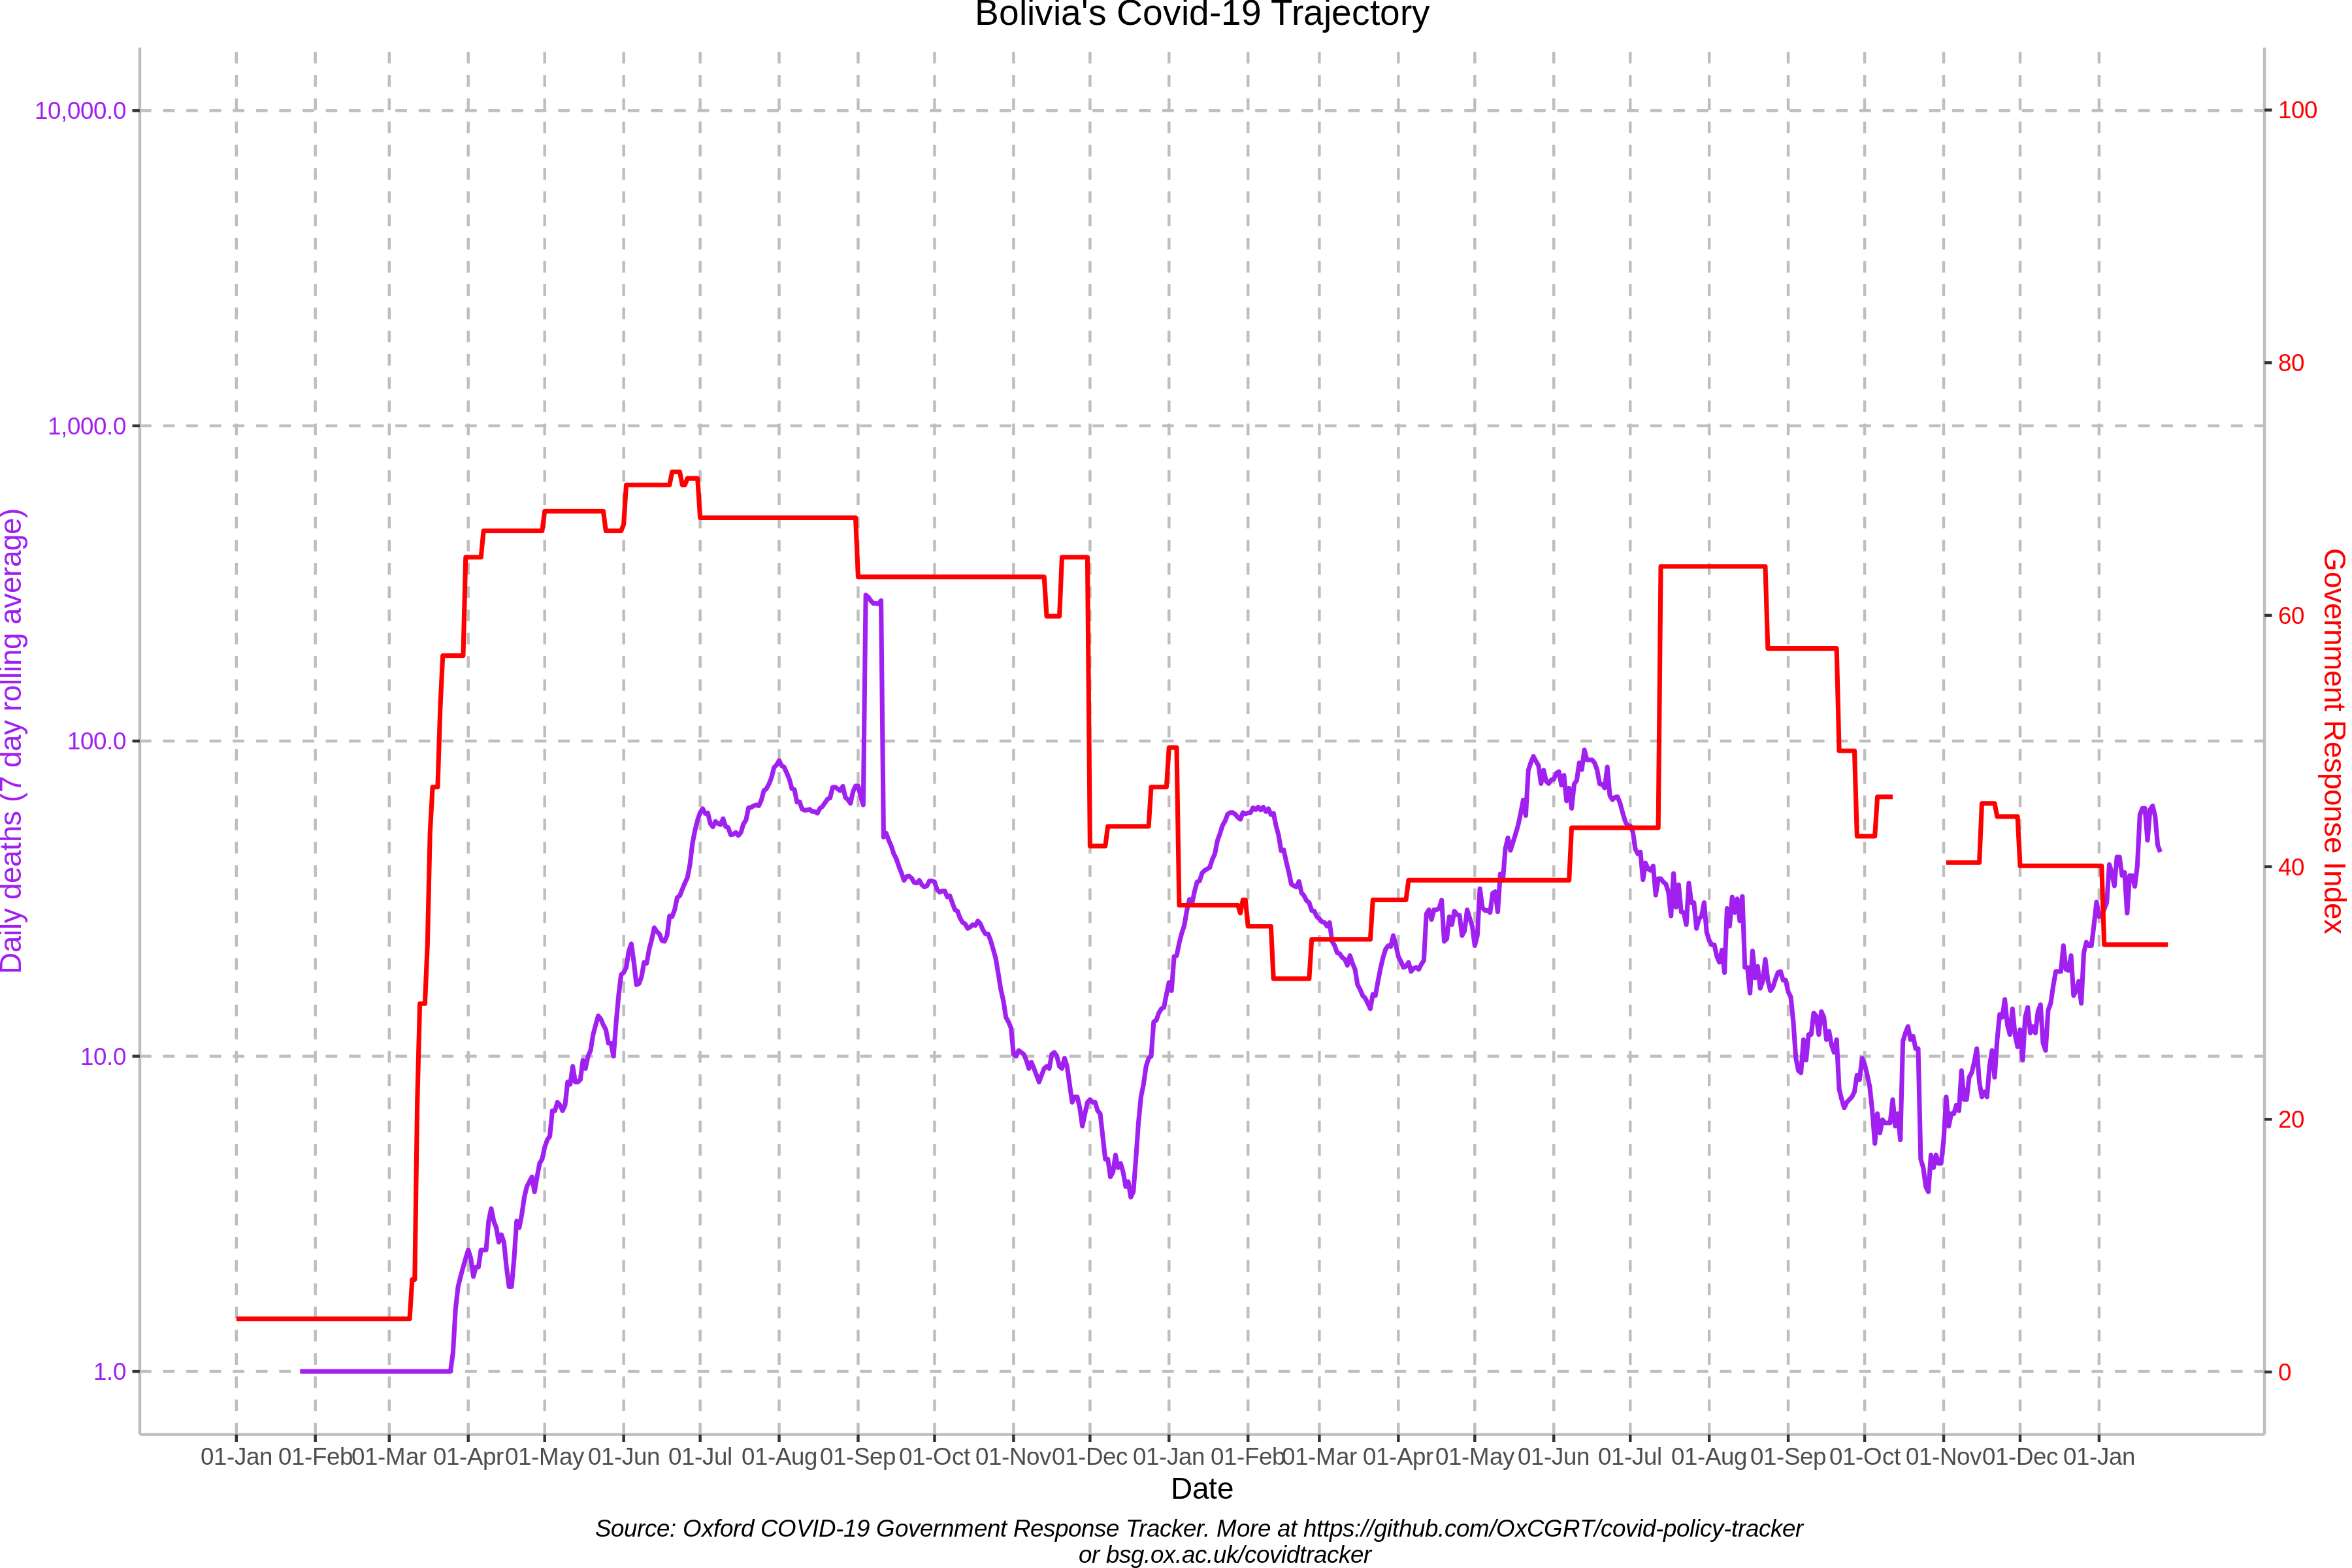 Bolivia's Covid-19 Trajectory
10,000.0
1,000.0
100.0
10.0
1.0
Daily deaths (7 day rolling average)
100
80
60
40
20
0
Government Response Index
01-Jan 01-Feb 01-Mar 01-Apr 01-May 01-Jun 01-Jul 01-Aug 01-Sep 01-Oct 01-Nov 01-Dec 01-Jan 01-Feb 01-Mar 01-Apr 01-May 01-Jun 01-Jul 01-Aug 01-Sep 01-Oct 01-Nov 01-Dec 01-Jan
Date
Source: Oxford COVID-19 Government Response Tracker. More at https://github.com/OxCGRT/covid-policy-tracker
or bsg.ox.ac.uk/covidtracker